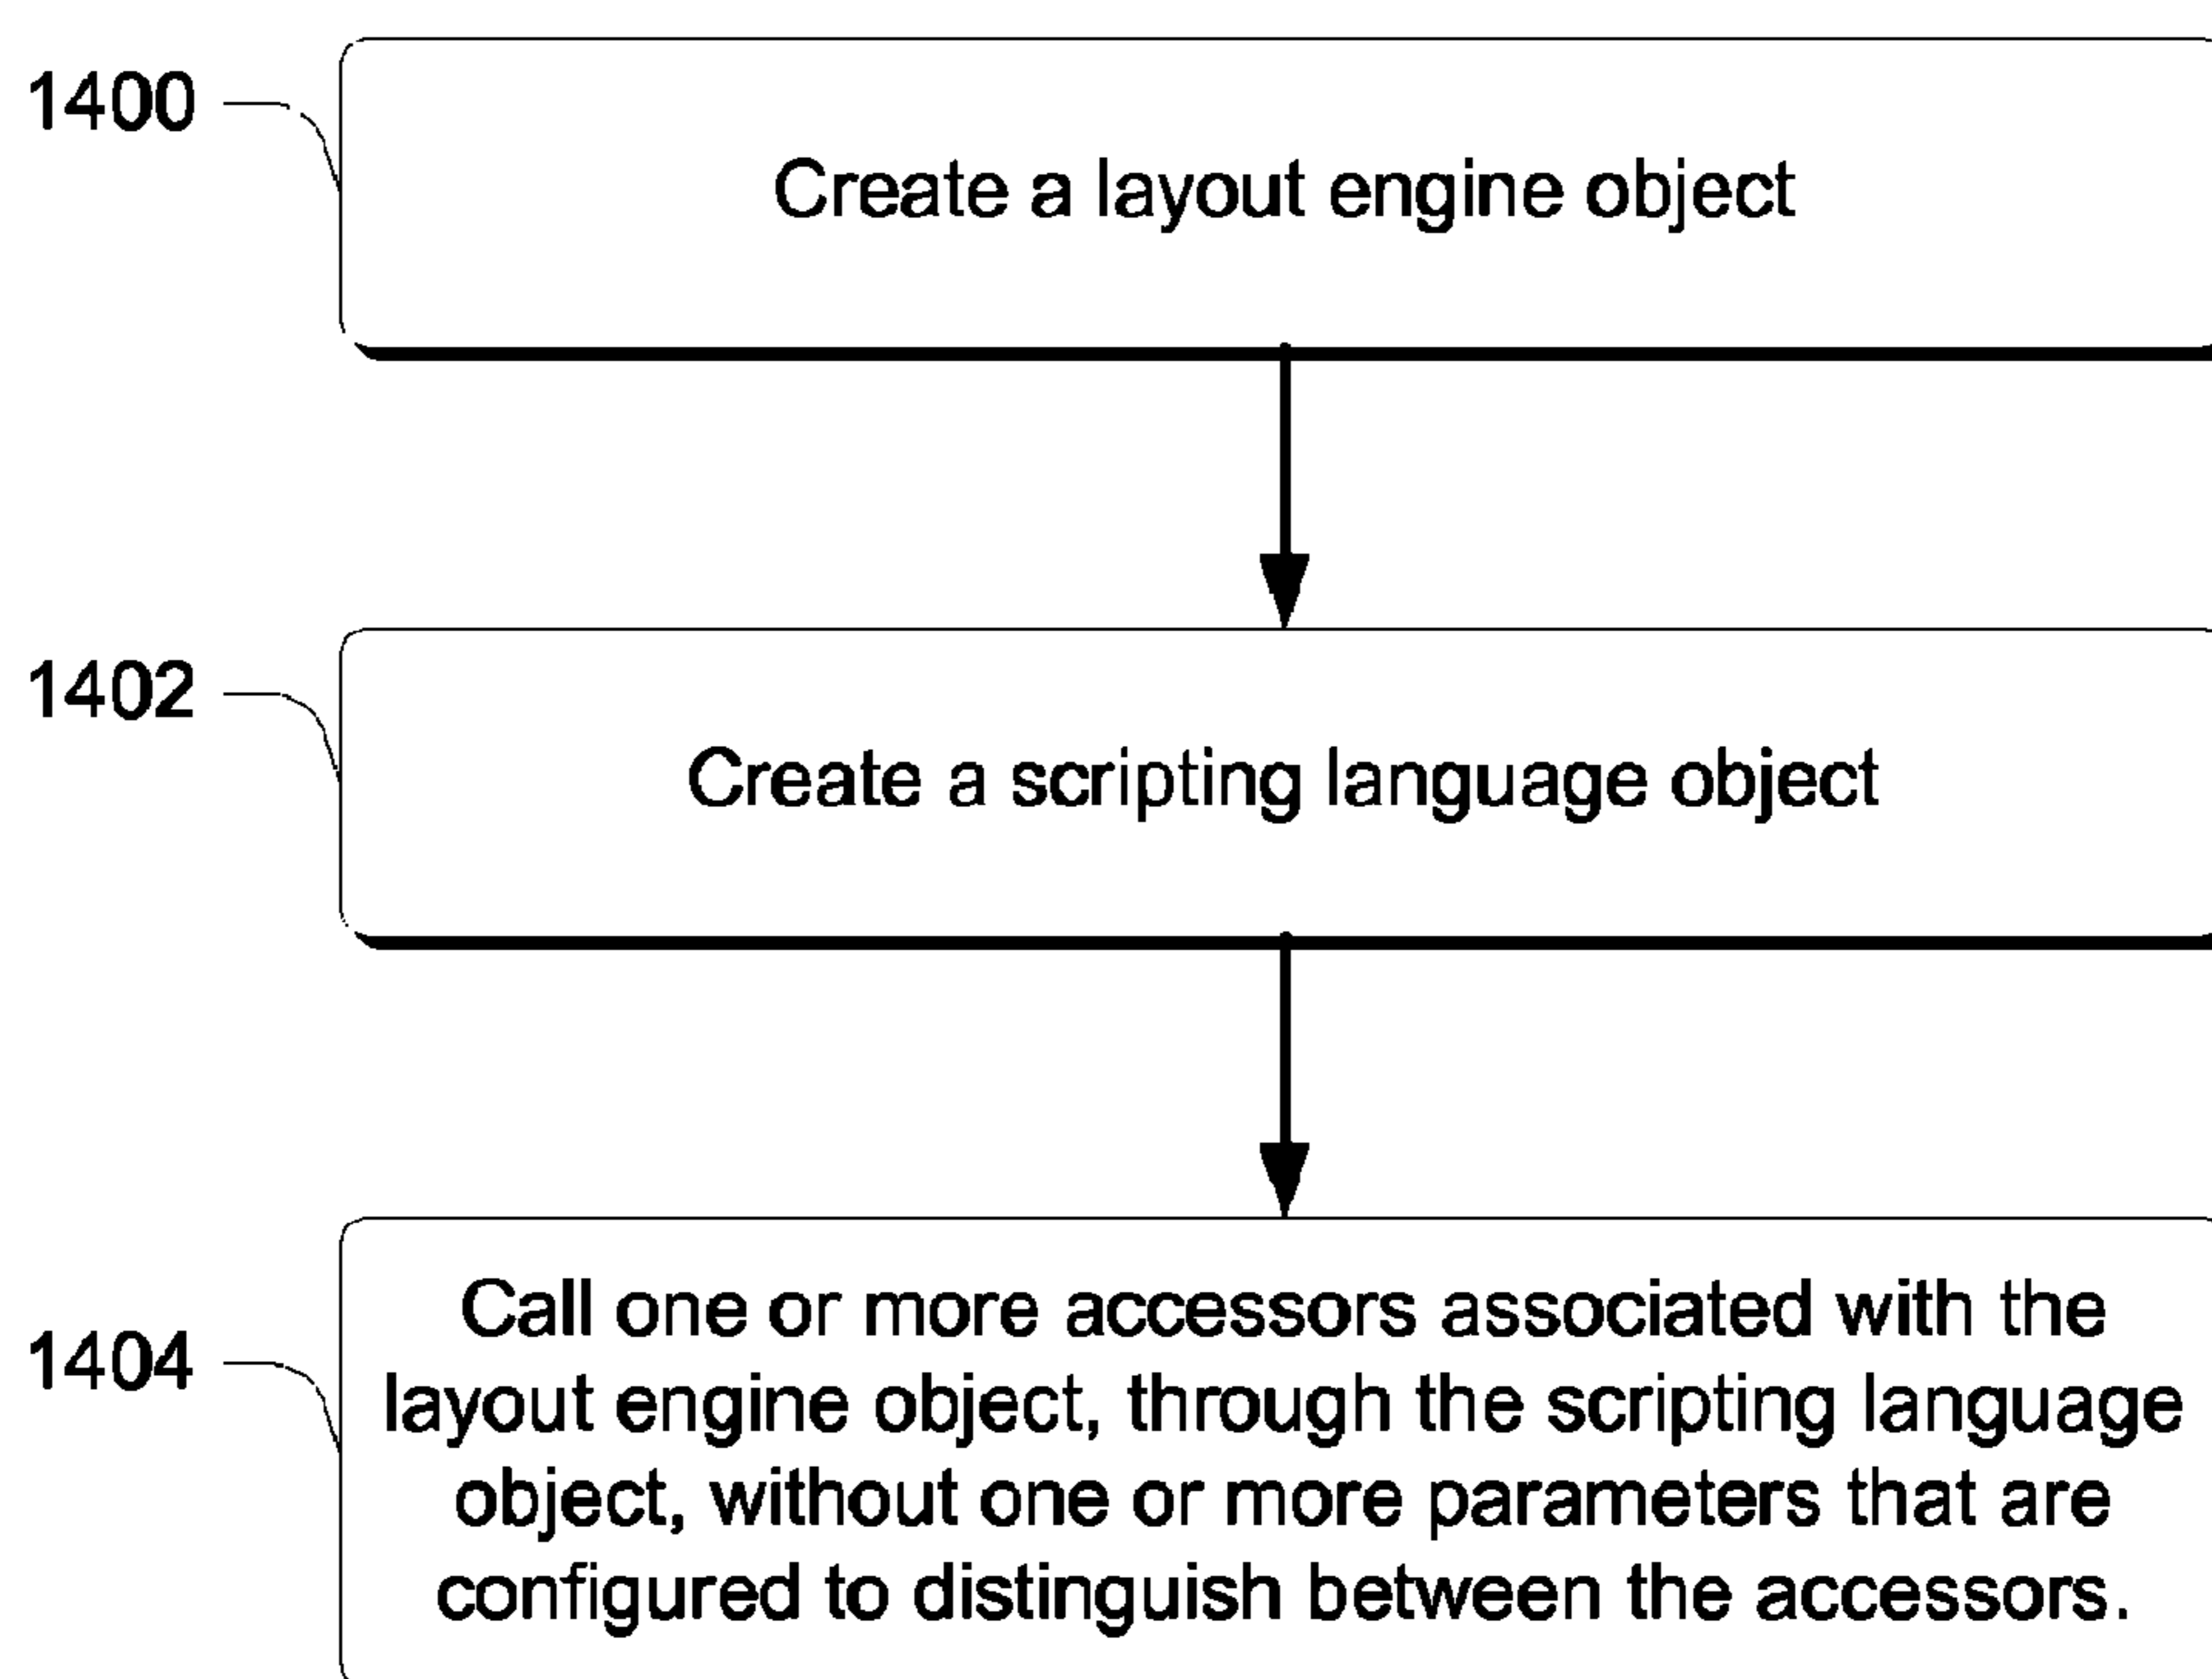 1400
Create a layout engine object
1402
Create a scripting language object
1404
Call one or more accessors associated with the
layout engine object, through the scripting language
object, without one or more parameters that are
configured to distinguish between the accessors.